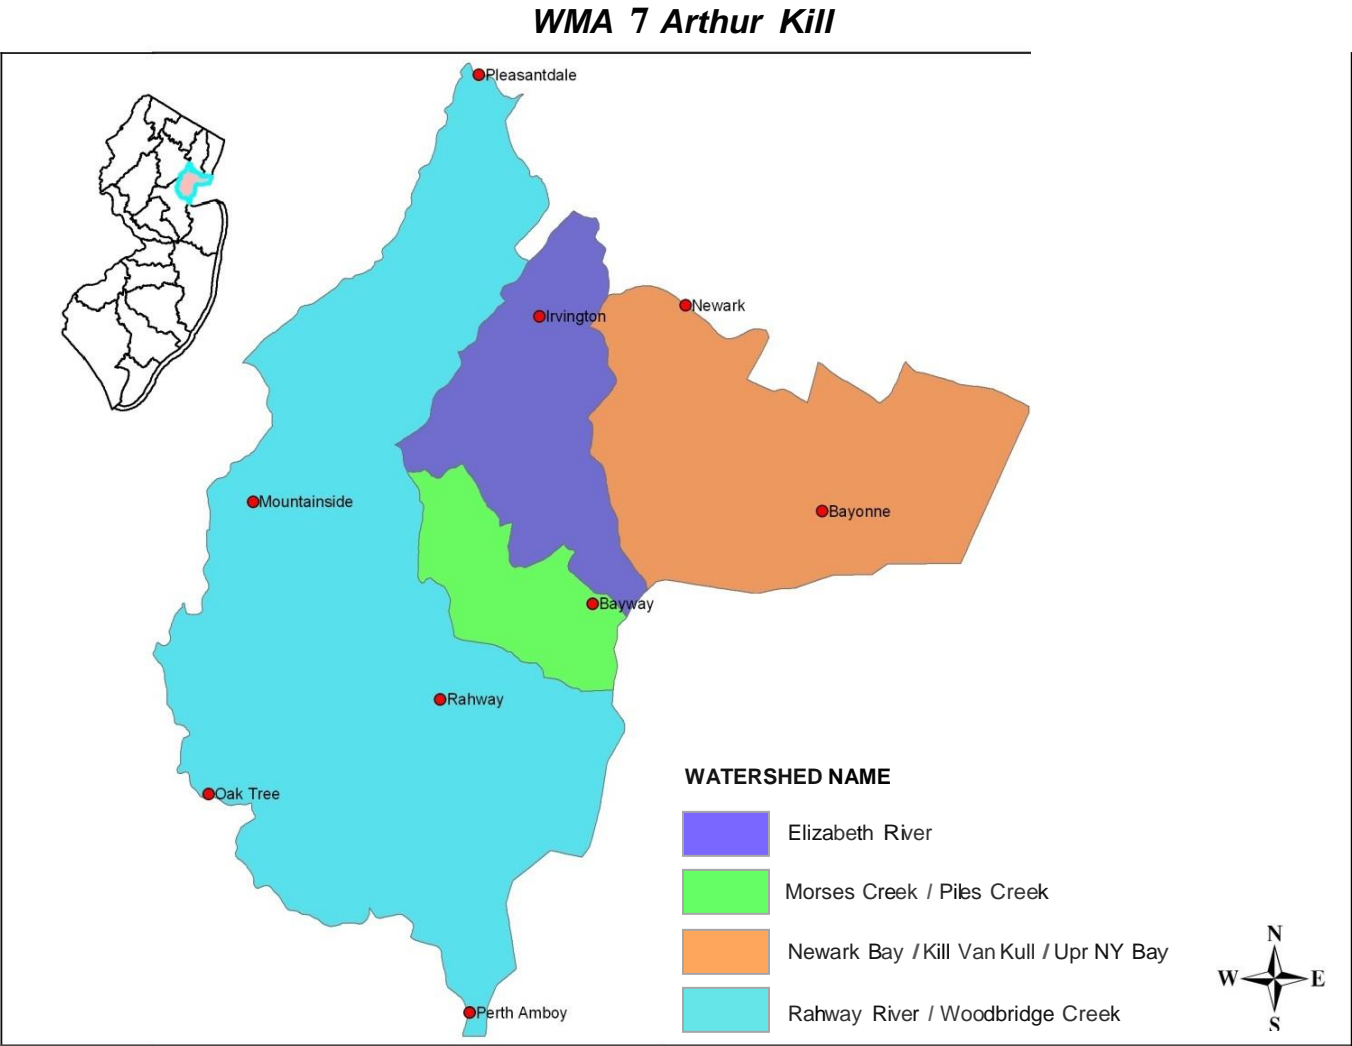 WMA 7 Arthur Kill
Pleasantdale
Newark
Irvington
Mountainside
Bayonne
Bayway
Rahway
Oak Tree
Perth Amboy
WATERSHED NAME
Elizabeth River
Morses Creek / Piles Creek
Newark Bay / Kill Van Kull / Upr NY Bay
Rahway River / Woodbridge Creek
N
W E
S